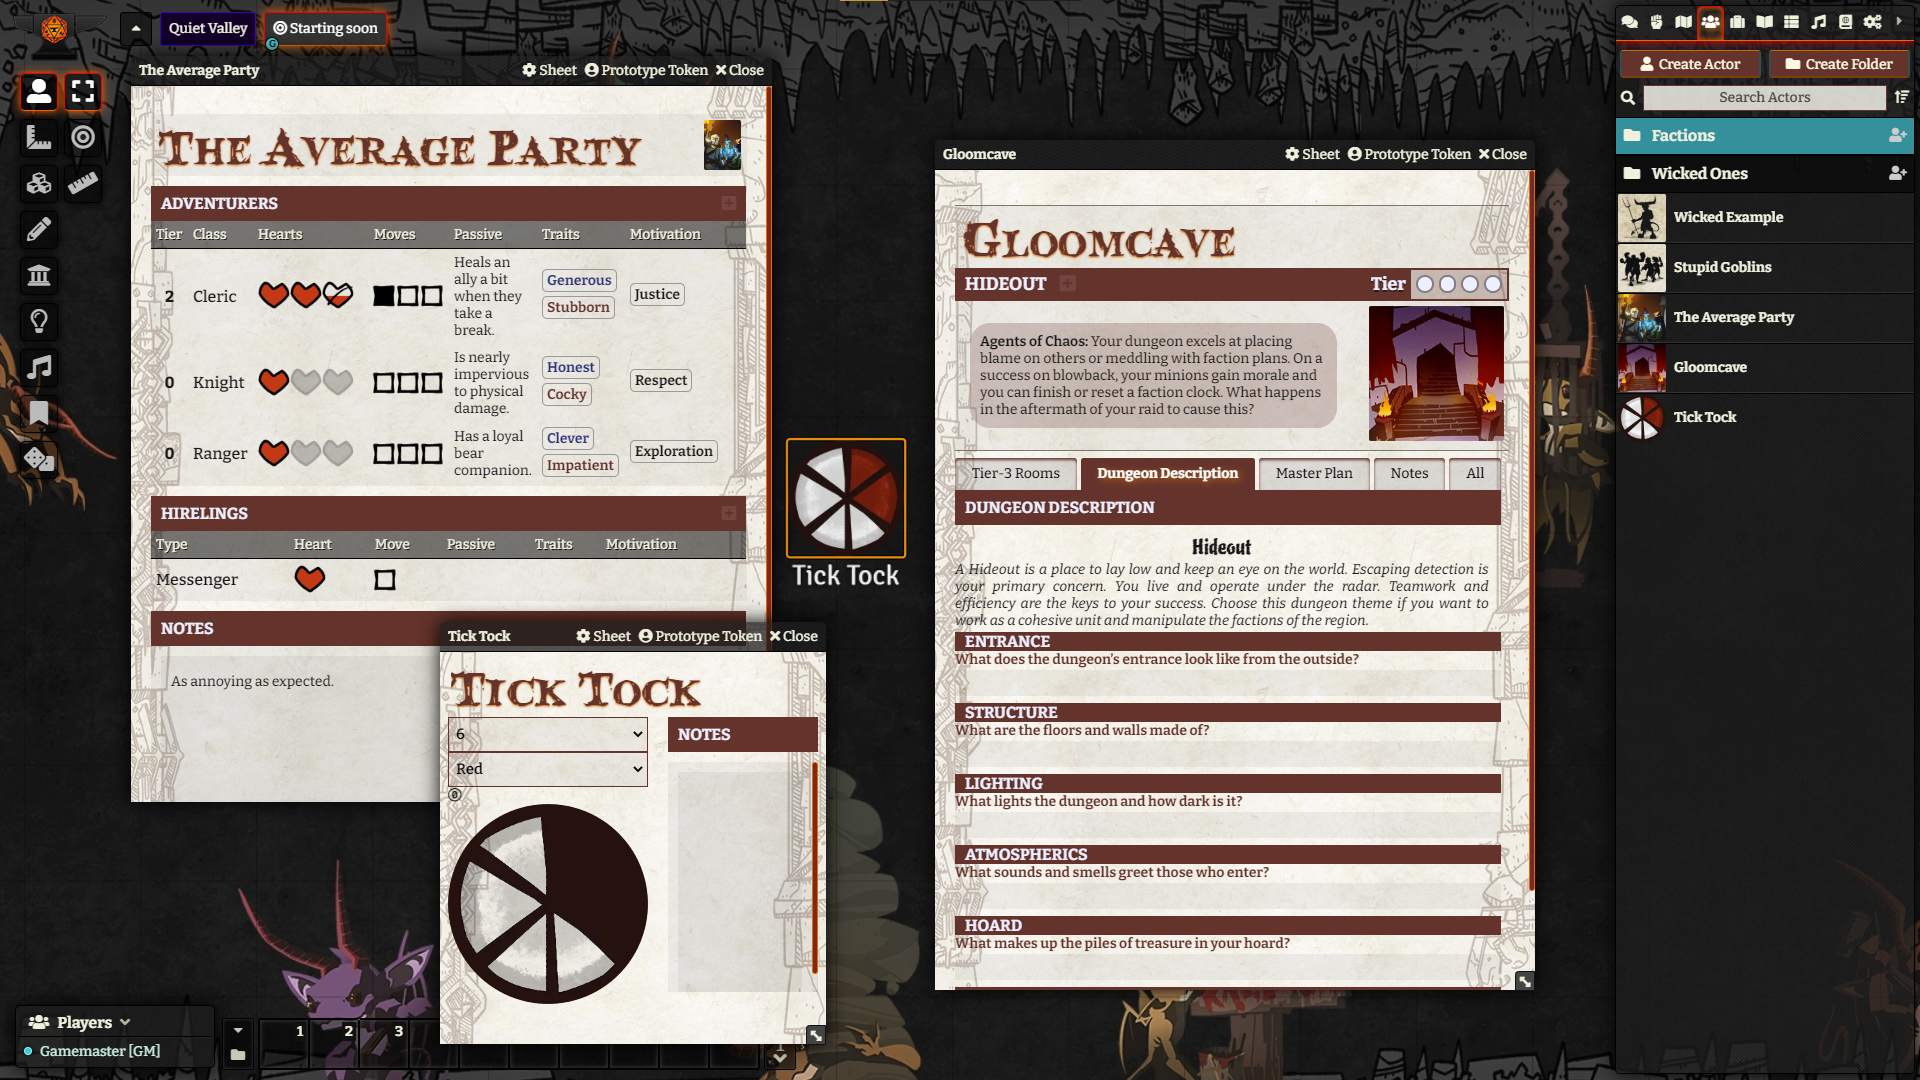 Quiet Valley
Starting soon
G
The Average Party
Sheet Prototype Token Close
The Average Party
ADVENTURERS
Tier Class Hearts Moves Passive Traits Motivation
2 Cleric
Heals an
ally a bit
when they
take a
break.
Generous
Stubborn
Justice
0 Knight
Is nearly
impervious
to physical
damage.
Honest
Cocky
Respect
0 Ranger
Has a loyal
bear
companion.
Clever
Impatient
Exploration
HIRELINGS
Type Heart Move Passive Traits Motivation
Messenger
NOTES
As annoying as expected.
Tick Tock
Sheet Prototype Token Close
Tick Tock
6
Red
0
NOTES
Tick Tock
Gloomcave
Sheet Prototype Token Close
Gloomcave
HIDEOUT
Tier
Agents of Chaos: Your dungeon excels at placing
blame on others or meddling with faction plans. On a
success on blowback, your minions gain morale and
you can finish or reset a faction clock. What happens
in the aftermath of your raid to cause this?
Tier-3 Rooms Dungeon Description Master Plan Notes All
DUNGEON DESCRIPTION
Hideout
A Hideout is a place to lay low and keep an eye on the world. Escaping detection is
your primary concern. You live and operate under the radar. Teamwork and
efficiency are the keys to your success. Choose this dungeon theme if you want to
work as a cohesive unit and manipulate the factions of the region.
ENTRANCE
What does the dungeon's entrance look like from the outside?
STRUCTURE
What are the floors and walls made of?
LIGHTING
What lights the dungeon and how dark is it?
ATMOSPHERICS
What sounds and smells greet those who enter?
HOARD
What makes up the piles of treasure in your hoard?
Create Actor Create Folder
Search Actors
Factions
Wicked Ones
Wicked Example
Stupid Goblins
The Average Party
Gloomcave
Tick Tock
Players
Gamemaster [GM]
1 2 3
1